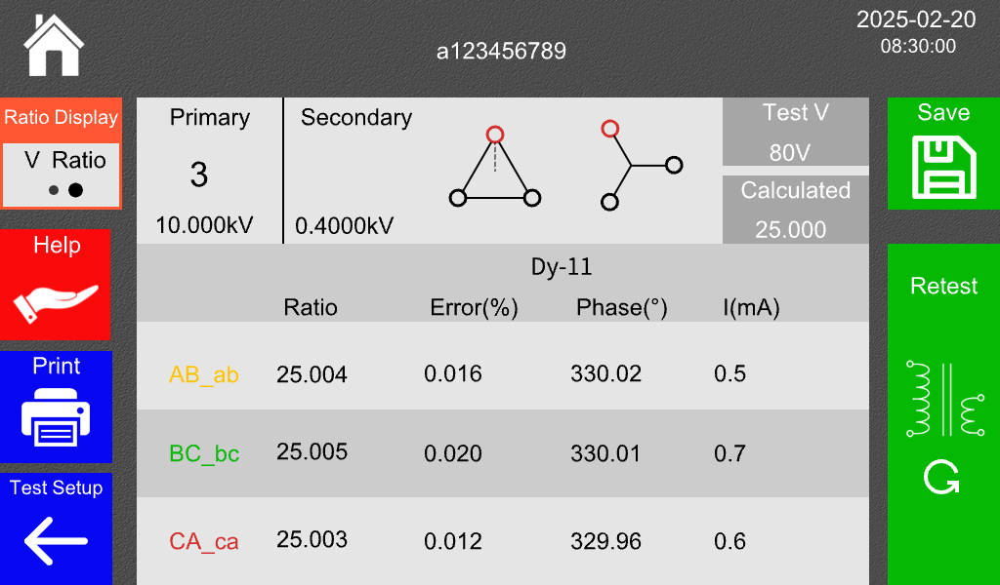 2025-02-20
08:30:00
a123456789
Ratio Display
V Ratio
Help
Print
Test Setup
Primary
3
10.000kV
Secondary
0.4000kV
Test V
80V
Calculated
25.000
Save
Retest
Dy-11
Ratio Error(%) Phase(°) I(mA)
AB_ab 25.004 0.016 330.02 0.5
BC_bc 25.005 0.020 330.01 0.7
CA_ca 25.003 0.012 329.96 0.6